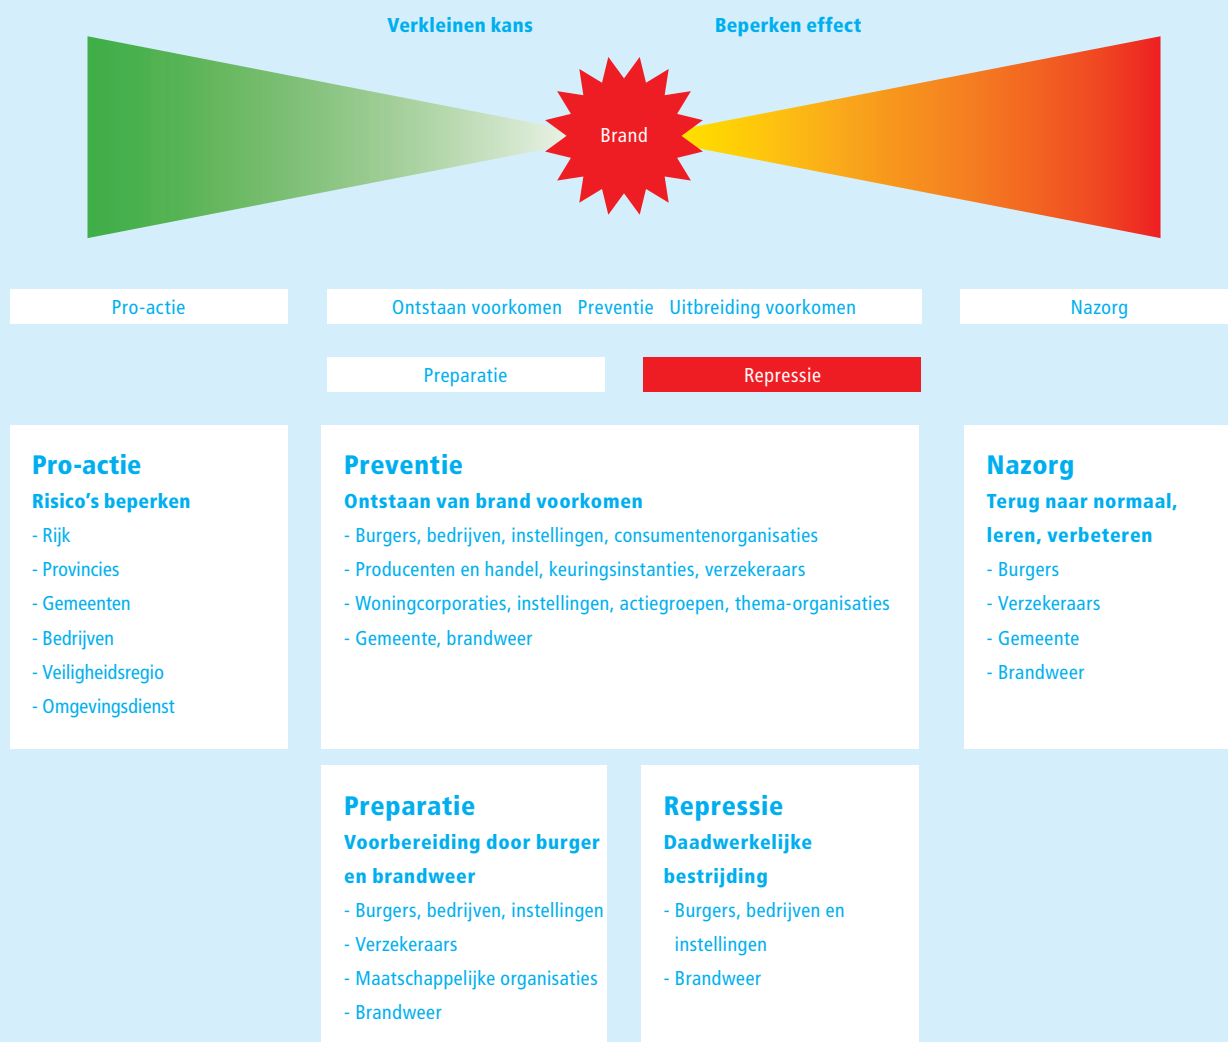 Verkleinen kans
Beperken effect
Brand
Pro-actie
Ontstaan voorkomen Preventie Uitbreiding voorkomen
Nazorg
Preparatie
Repressie
Pro-actie
Risico's beperken
- Rijk
- Provincies
- Gemeenten
- Bedrijven
- Veiligheidsregio
- Omgevingsdienst
Preventie
Ontstaan van brand voorkomen
- Burgers, bedrijven, instellingen, consumentenorganisaties
- Producenten en handel, keuringsinstanties, verzekeraars
- Woningcorporaties, instellingen, actiegroepen, thema-organisaties
- Gemeente, brandweer
Nazorg
Terug naar normaal,
leren, verbeteren
- Burgers
- Verzekeraars
- Gemeente
- Brandweer
Preparatie
Voorbereiding door burger
en brandweer
- Burgers, bedrijven, instellingen
- Verzekeraars
- Maatschappelijke organisaties
- Brandweer
Repressie
Daadwerkelijke
bestrijding
- Burgers, bedrijven en
instellingen
- Brandweer